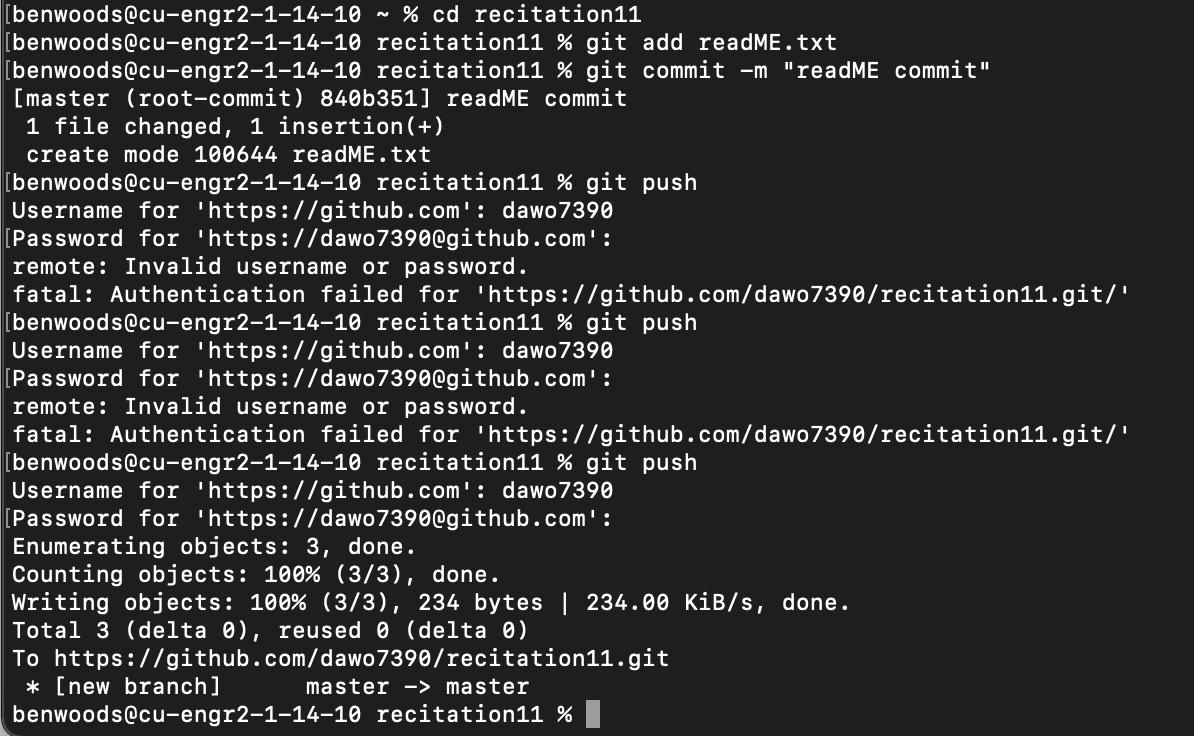 [benwoods@cu-engr2-1-14-10 ~ % cd recitation11
[benwoods@cu-engr2-1-14-10 recitation11 % git add readME.txt
[benwoods@cu-engr2-1-14-10 recitation11 % git commit -m "readME commit"
[master (root-commit) 840b351] readME commit
 1 file changed, 1 insertion(+)
 create mode 100644 readME.txt
[benwoods@cu-engr2-1-14-10 recitation11 % git push
Username for 'https://github.com': dawo7390
[Password for 'https://dawo7390@github.com':
remote: Invalid username or password.
fatal: Authentication failed for 'https://github.com/dawo7390/recitation11.git/'
[benwoods@cu-engr2-1-14-10 recitation11 % git push
Username for 'https://github.com': dawo7390
[Password for 'https://dawo7390@github.com':
remote: Invalid username or password.
fatal: Authentication failed for 'https://github.com/dawo7390/recitation11.git/'
[benwoods@cu-engr2-1-14-10 recitation11 % git push
Username for 'https://github.com': dawo7390
[Password for 'https://dawo7390@github.com':
Enumerating objects: 3, done.
Counting objects: 100% (3/3), done.
Writing objects: 100% (3/3), 234 bytes | 234.00 KiB/s, done.
Total 3 (delta 0), reused 0 (delta 0)
To https://github.com/dawo7390/recitation11.git
 * [new branch]      master -> master
benwoods@cu-engr2-1-14-10 recitation11 %